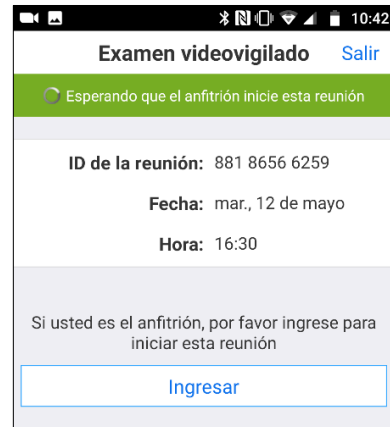 10:42
Examen videovigilado Salir
Esperando que el anfitrión inicie esta reunión
ID de la reunión: 881 8656 6259
Fecha: mar., 12 de mayo
Hora: 16:30
Si usted es el anfitrión, por favor ingrese para
iniciar esta reunión
Ingresar